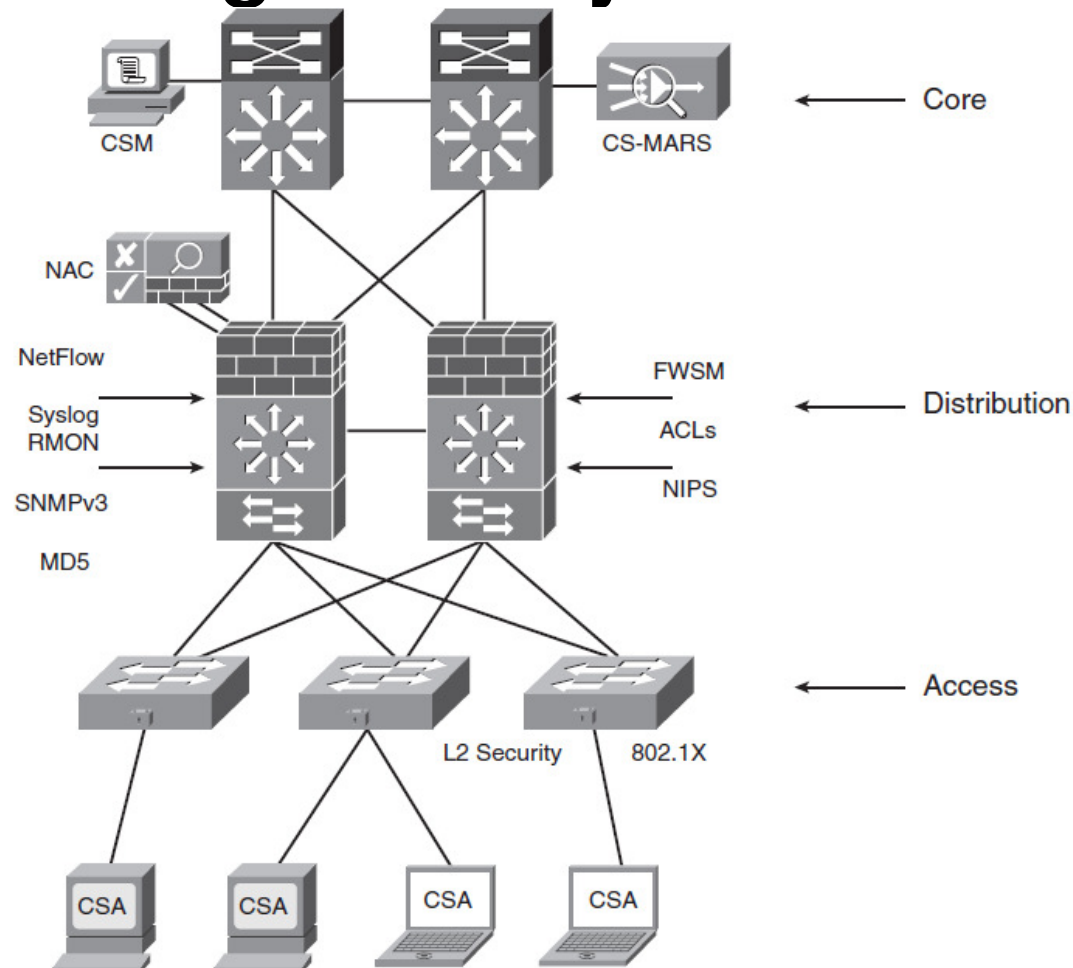 CSM
CS-MARS
Core
NAC
NetFlow
Syslog
RMON
SNMPv3
MD5
FWSM
ACLs
NIPS
Distribution
Access
L2 Security
802.1X
CSA
CSA
CSA
CSA